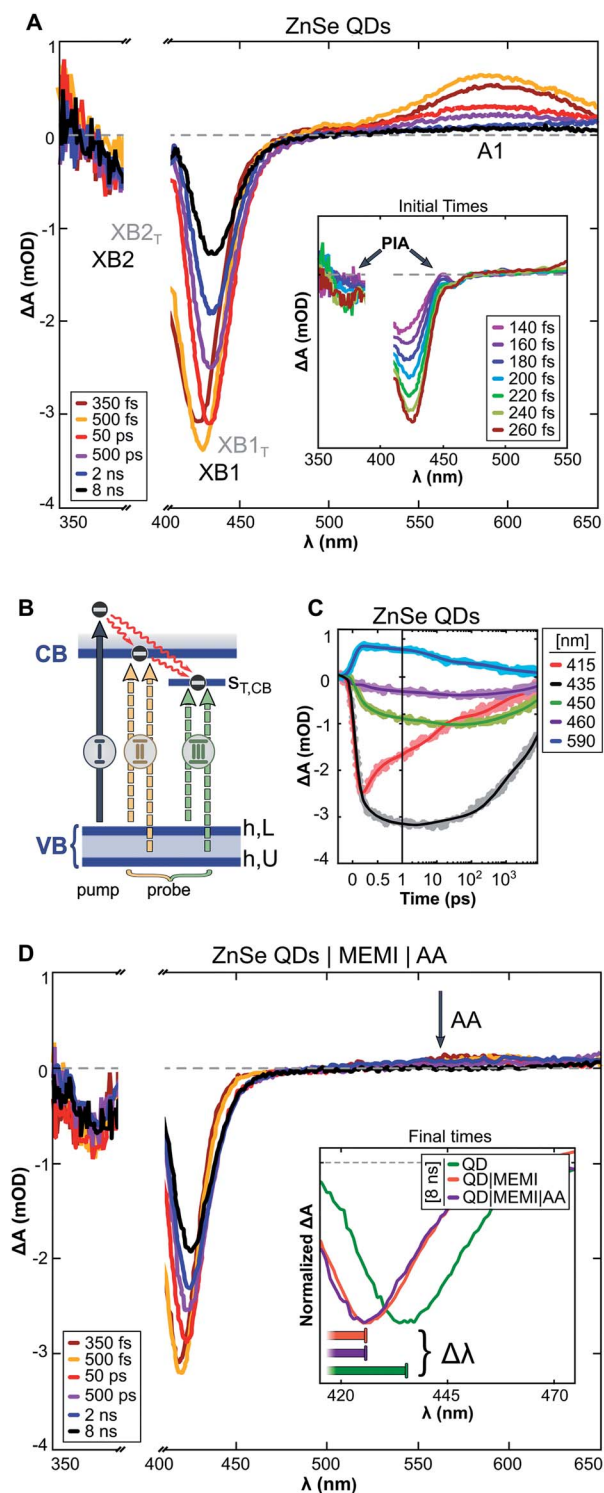 A
ZnSe QDs
1
0
-1
-2
-3
-4
ΔA (mOD)
A1
XB2T
XB2
XB1T
XB1
350 fs
500 fs
50 ps
500 ps
2 ns
8 ns
350
400
450
500
550
600
λ (nm)
Initial Times
PIA
ΔA (mOD)
140 fs
160 fs
180 fs
200 fs
220 fs
240 fs
260 fs
350
400
450
500
550
λ (nm)
B
CB
ST,CB
I
II
III
VB
h,L
h,U
pump
probe
C
ZnSe QDs
1
0
-1
-2
-3
-4
ΔA (mOD)
0
0.5
1
10
10²
10³
Time (ps)
[nm]
415
435
450
460
590
D
ZnSe QDs | MEMI | AA
1
0
-1
-2
-3
-4
ΔA (mOD)
AA
350 fs
500 fs
50 ps
500 ps
2 ns
8 ns
350
400
450
500
550
600
λ (nm)
Final times
[8 ns]
QD
QD|MEMI
QD|MEMI|AA
Normalized ΔA
Δλ
420
445
470
λ (nm)